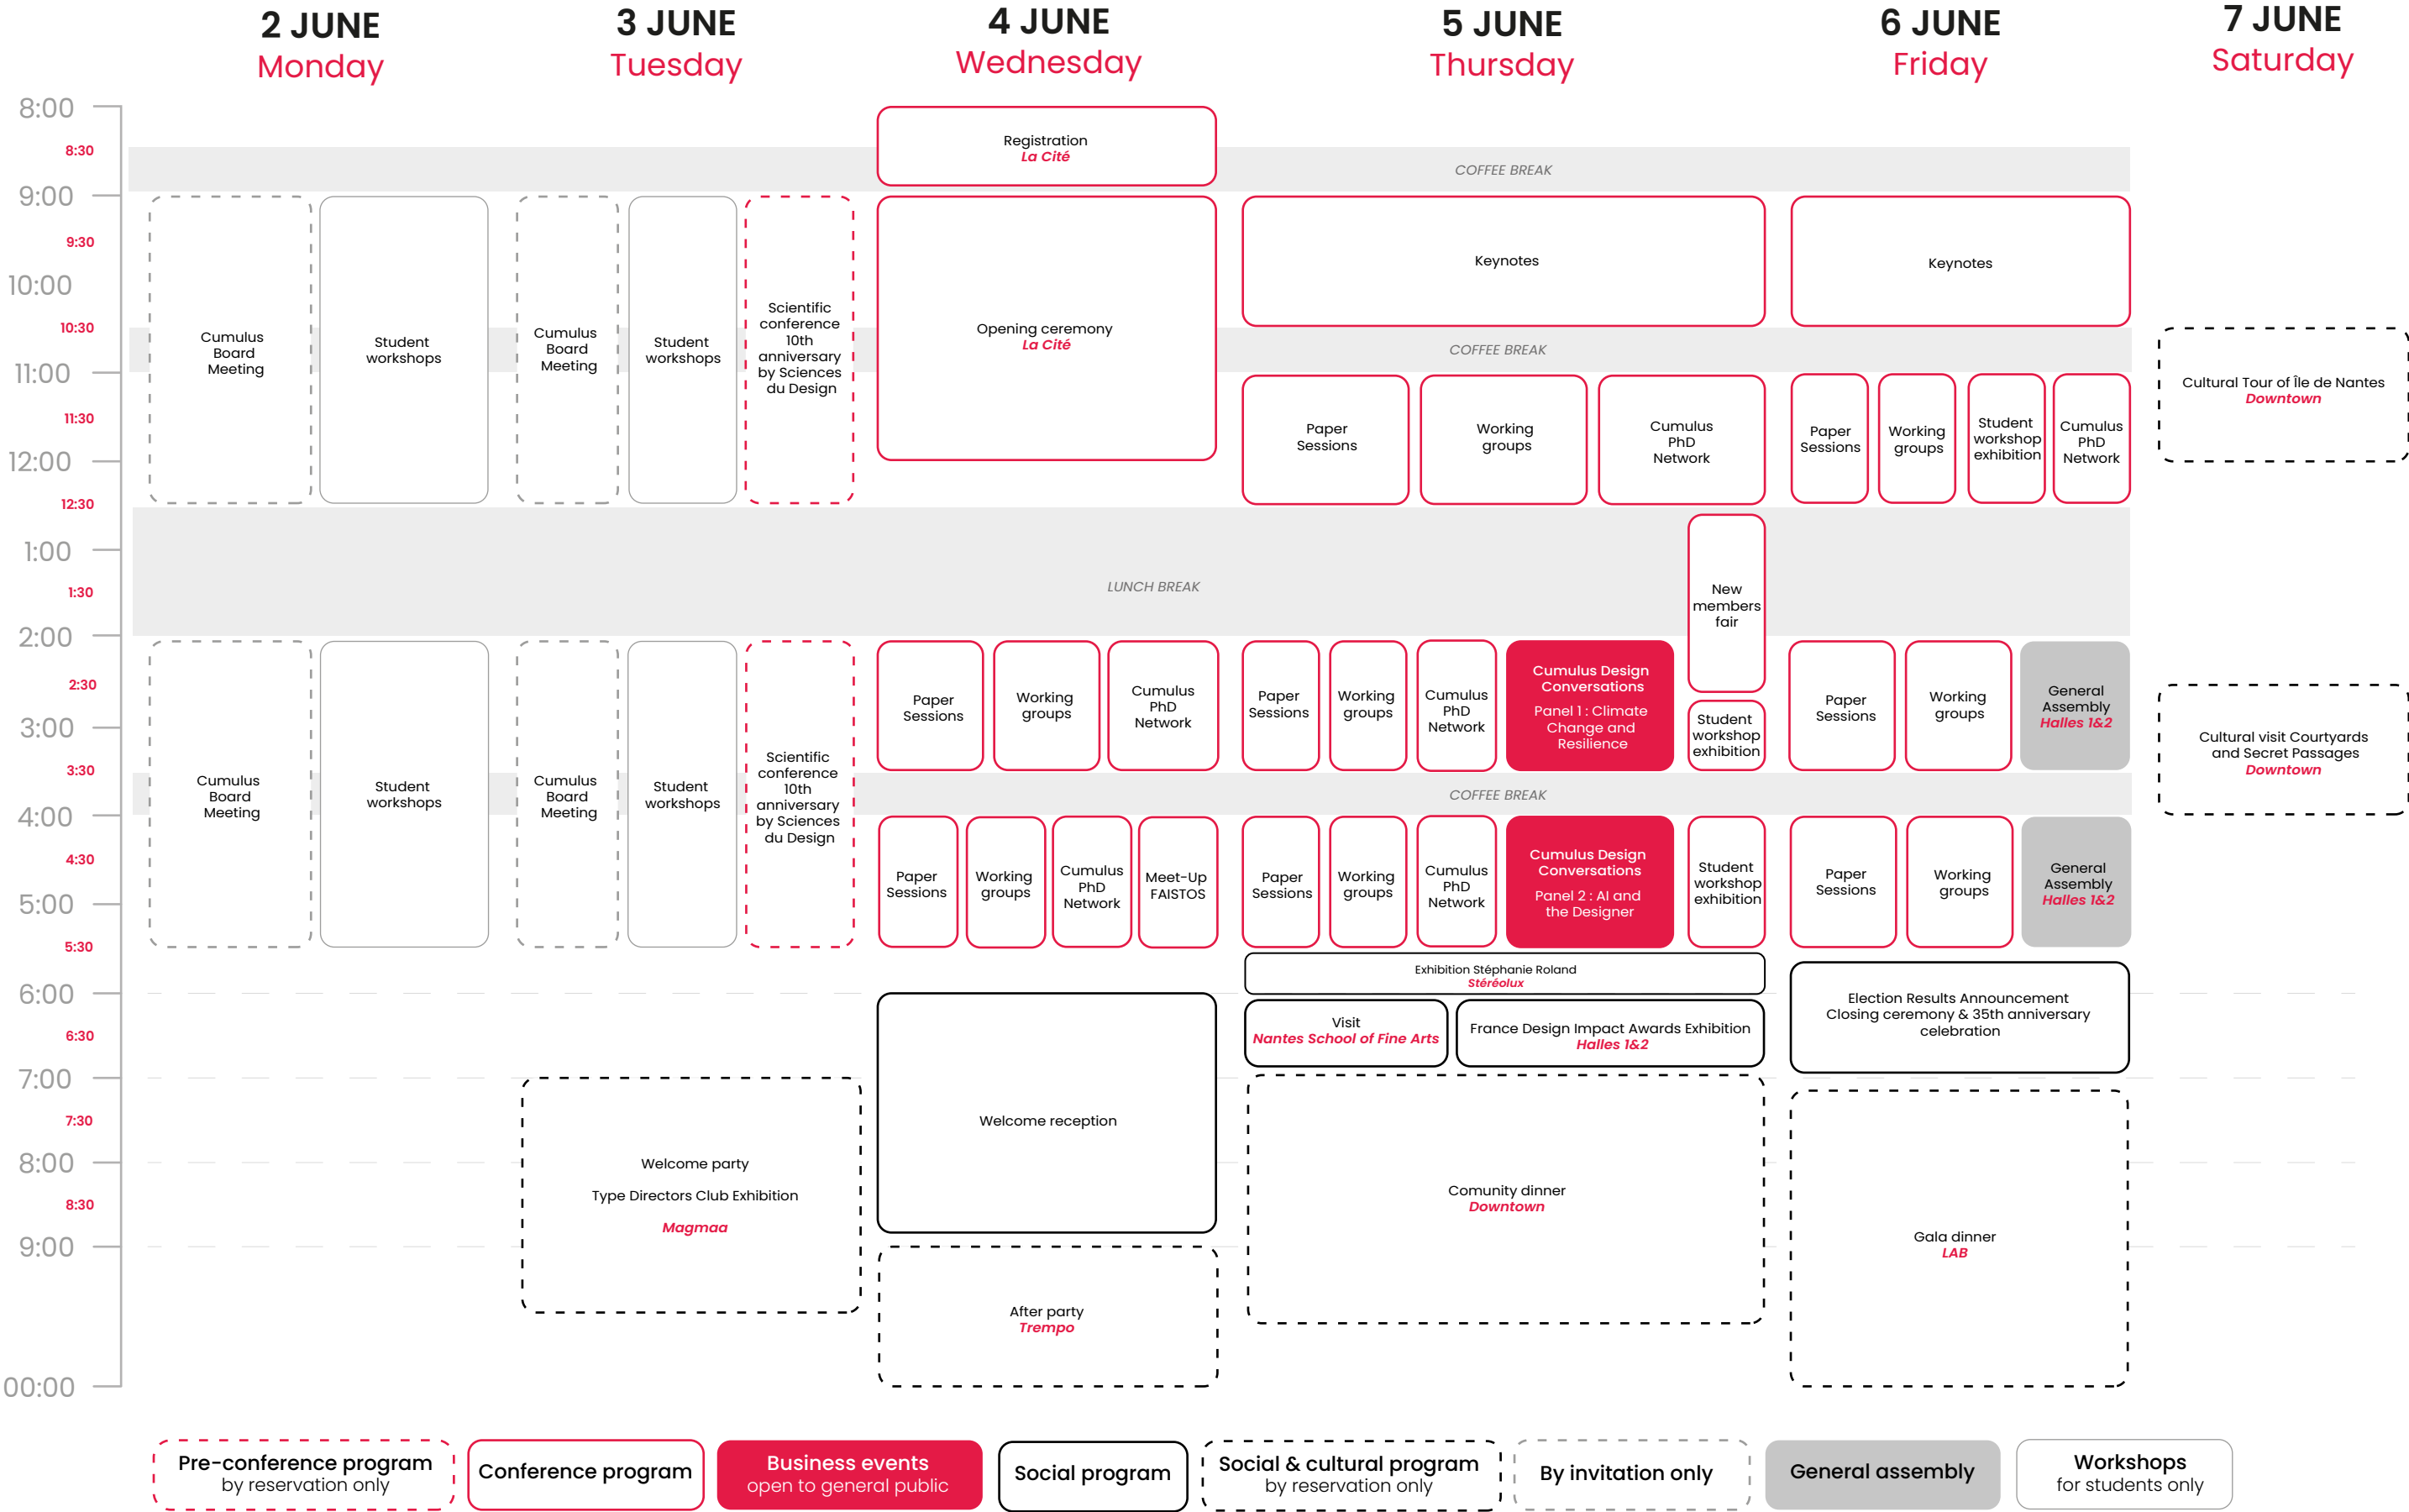 2 JUNE
Monday
3 JUNE
Tuesday
4 JUNE
Wednesday
5 JUNE
Thursday
6 JUNE
Friday
7 JUNE
Saturday
8:00
8:30
9:00
9:30
10:00
10:30
11:00
11:30
12:00
12:30
1:00
1:30
2:00
2:30
3:00
3:30
4:00
4:30
5:00
5:30
6:00
6:30
7:00
7:30
8:00
8:30
9:00
00:00
Registration
La Cité
COFFEE BREAK
Cumulus
Board
Meeting
Student
workshops
Cumulus
Board
Meeting
Student
workshops
Scientific
conference
10th
anniversary
by Sciences
du Design
Opening ceremony
La Cité
Keynotes
Keynotes
COFFEE BREAK
Paper
Sessions
Working
groups
Cumulus
PhD
Network
Paper
Sessions
Working
groups
Student
workshop
exhibition
Cumulus
PhD
Network
Cultural Tour of Île de Nantes
Downtown
LUNCH BREAK
New
members
fair
Cumulus
Board
Meeting
Student
workshops
Cumulus
Board
Meeting
Student
workshops
Scientific
conference
10th
anniversary
by Sciences
du Design
Paper
Sessions
Working
groups
Cumulus
PhD
Network
Paper
Sessions
Working
groups
Cumulus
PhD
Network
Cumulus Design
Conversations
Panel 1 : Climate
Change and
Resilience
Student
workshop
exhibition
Paper
Sessions
Working
groups
General
Assembly
Halles 1&2
Cultural visit Courtyards
and Secret Passages
Downtown
COFFEE BREAK
Paper
Sessions
Working
groups
Cumulus
PhD
Network
Meet-Up
FAISTOS
Paper
Sessions
Working
groups
Cumulus
PhD
Network
Cumulus Design
Conversations
Panel 2 : AI and
the Designer
Student
workshop
exhibition
Paper
Sessions
Working
groups
General
Assembly
Halles 1&2
Exhibition Stéphanie Roland
Stéréolux
Visit
Nantes School of Fine Arts
France Design Impact Awards Exhibition
Halles 1&2
Election Results Announcement
Closing ceremony & 35th anniversary
celebration
Welcome party
Type Directors Club Exhibition
Magmaa
Welcome reception
After party
Trempo
Comunity dinner
Downtown
Gala dinner
LAB
Pre-conference program
by reservation only
Conference program
Business events
open to general public
Social program
Social & cultural program
by reservation only
By invitation only
General assembly
Workshops
for students only